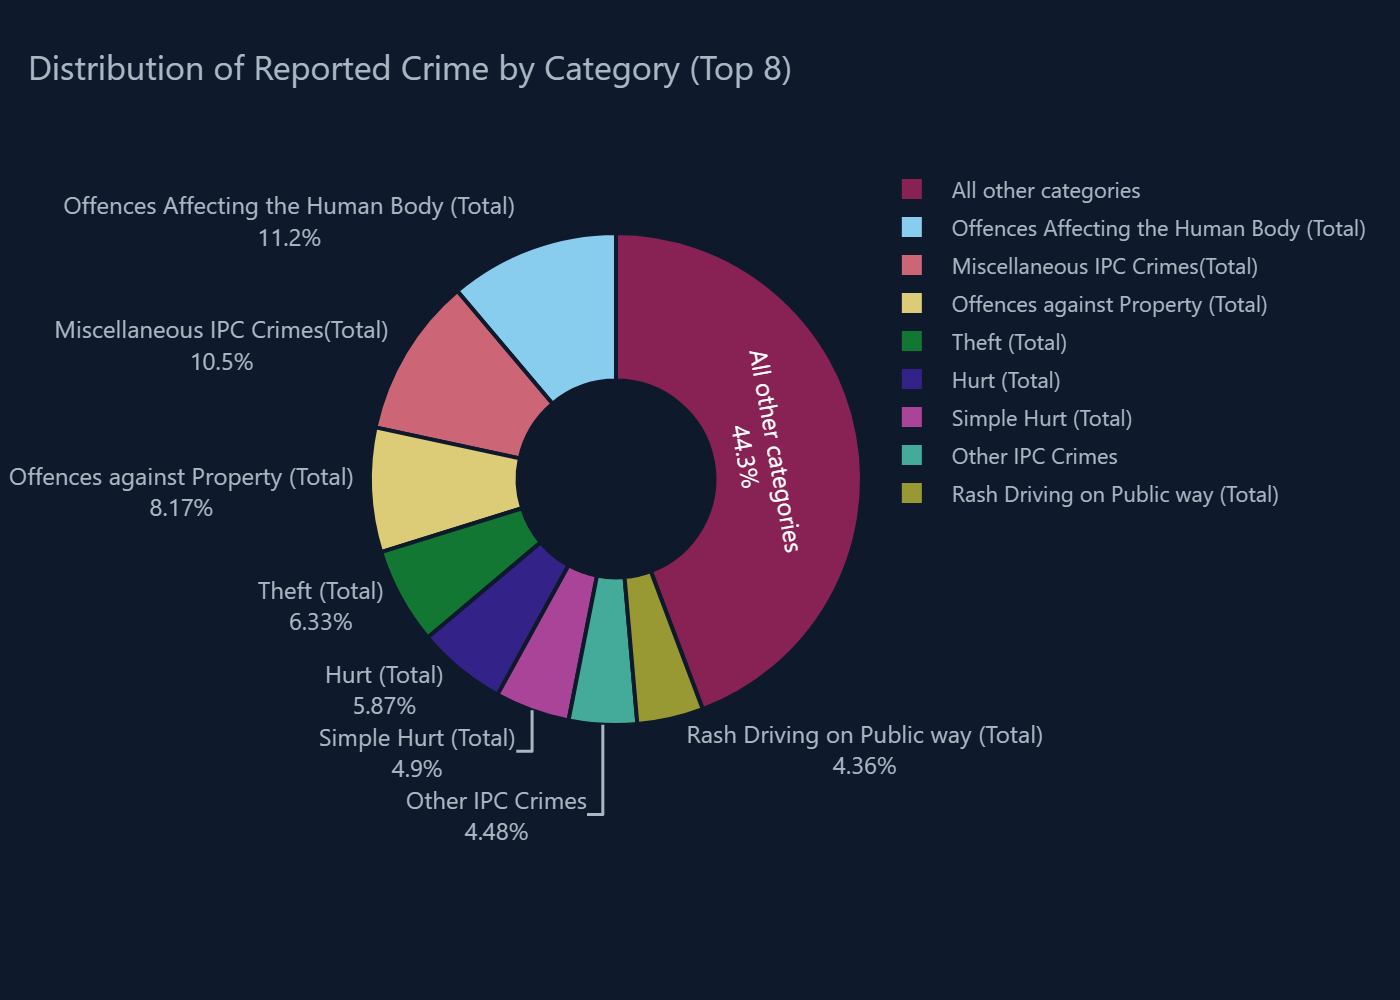 Distribution of Reported Crime by Category (Top 8)
Offences Affecting the Human Body (Total)
11.2%
Miscellaneous IPC Crimes(Total)
10.5%
Offences against Property (Total)
8.17%
Theft (Total)
6.33%
Hurt (Total)
5.87%
Simple Hurt (Total)
4.9%
Other IPC Crimes
4.48%
Rash Driving on Public way (Total)
4.36%
All other categories
44.3%
All other categories
Offences Affecting the Human Body (Total)
Miscellaneous IPC Crimes(Total)
Offences against Property (Total)
Theft (Total)
Hurt (Total)
Simple Hurt (Total)
Other IPC Crimes
Rash Driving on Public way (Total)